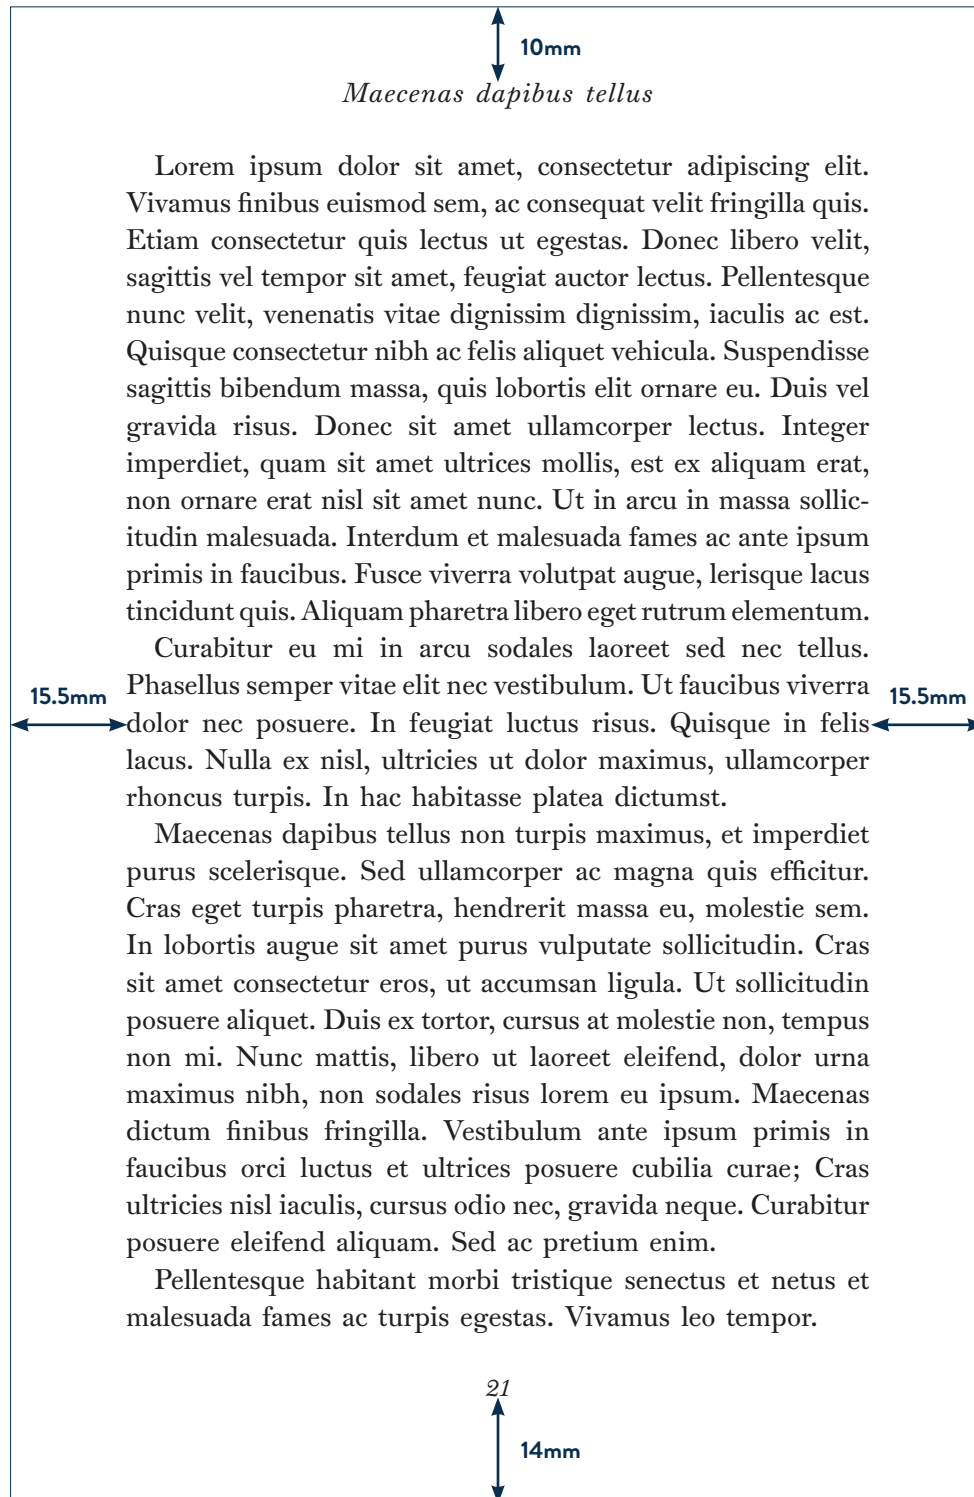 10mm
Maecenas dapibus tellus
Lorem ipsum dolor sit amet, consectetur adipiscing elit.
Vivamus finibus euismod sem, ac consequat velit fringilla quis.
Etiam consectetur quis lectus ut egestas. Donec libero velit,
sagittis vel tempor sit amet, feugiat auctor lectus. Pellentesque
nunc velit, venenatis vitae dignissim dignissim, iaculis ac est.
Quisque consectetur nibh ac felis aliquet vehicula. Suspendisse
sagittis bibendum massa, quis lobortis elit ornare eu. Duis vel
gravida risus. Donec sit amet ullamcorper lectus. Integer
imperdiet, quam sit amet ultrices mollis, est ex aliquam erat,
non ornare erat nisl sit amet nunc. Ut in arcu in massa sollic-
itudin malesuada. Interdum et malesuada fames ac ante ipsum
primis in faucibus. Fusce viverra volutpat augue, lerisque lacus
tincidunt quis. Aliquam pharetra libero eget rutrum elementum.
Curabitur eu mi in arcu sodales laoreet sed nec tellus.
15.5mm Phasellus semper vitae elit nec vestibulum. Ut faucibus viverra 15.5mm
dolor nec posuere. In feugiat luctus risus. Quisque in felis
lacus. Nulla ex nisl, ultricies ut dolor maximus, ullamcorper
rhoncus turpis. In hac habitasse platea dictumst.
Maecenas dapibus tellus non turpis maximus, et imperdiet
purus scelerisque. Sed ullamcorper ac magna quis efficitur.
Cras eget turpis pharetra, hendrerit massa eu, molestie sem.
In lobortis augue sit amet purus vulputate sollicitudin. Cras
sit amet consectetur eros, ut accumsan ligula. Ut sollicitudin
posuere aliquet. Duis ex tortor, cursus at molestie non, tempus
non mi. Nunc mattis, libero ut laoreet eleifend, dolor urna
maximus nibh, non sodales risus lorem eu ipsum. Maecenas
dictum finibus fringilla. Vestibulum ante ipsum primis in
faucibus orci luctus et ultrices posuere cubilia curae; Cras
ultricies nisl iaculis, cursus odio nec, gravida neque. Curabitur
posuere eleifend aliquam. Sed ac pretium enim.
Pellentesque habitant morbi tristique senectus et netus et
malesuada fames ac turpis egestas. Vivamus leo tempor.
21
14mm